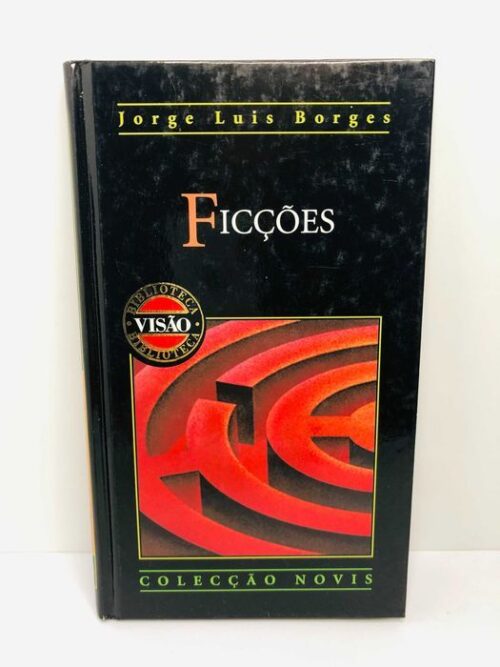 Jorge Luis Borges
FICÇÕES
BIBLIOTECA
VISÃO
BIBLIOTECA
COLECÇÃO NOVIS